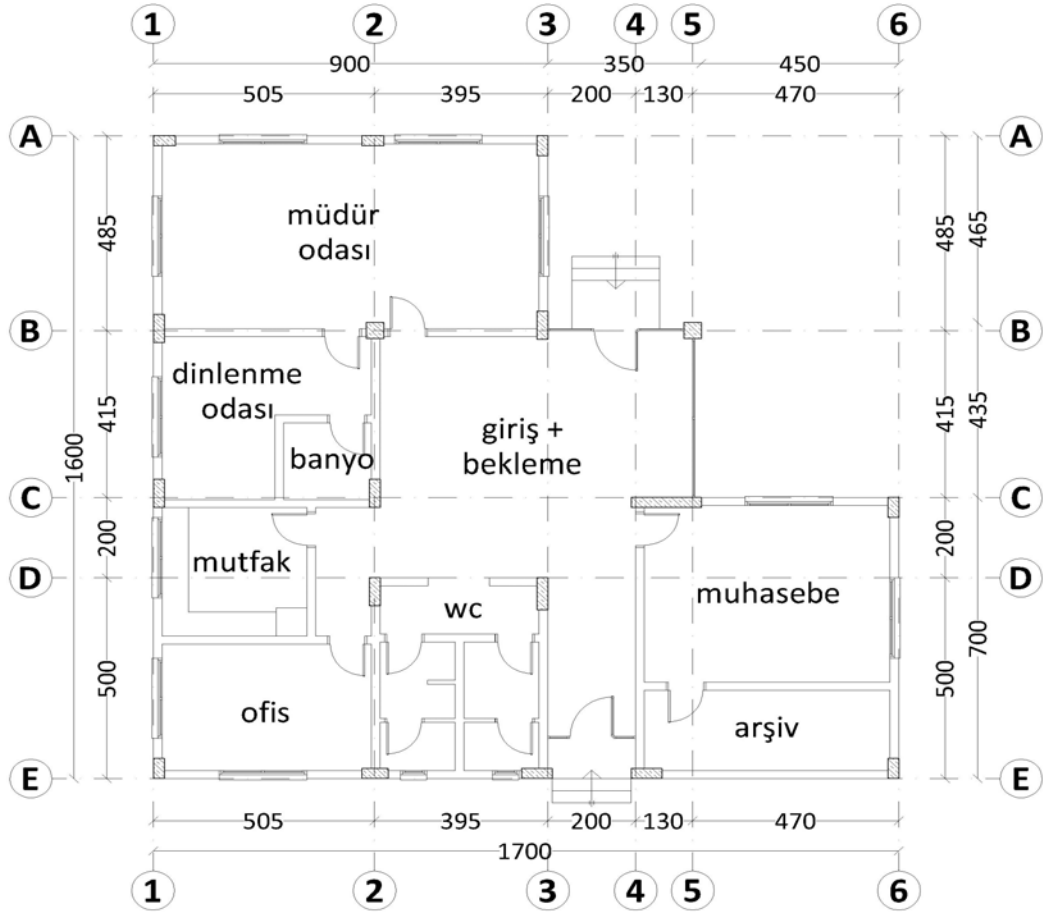 1 2 3 4 5 6
900 350 450
505 395 200 130 470
A A
485 485 465
müdür
odası
B B
dinlenme
odası
415 415 435
giriş +
bekleme
banyo
1600
C C
200 200
mutfak
D D
muhasebe
wc
700
500 500
ofis
arşiv
E E
505 395 200 130 470
1700
1 2 3 4 5 6